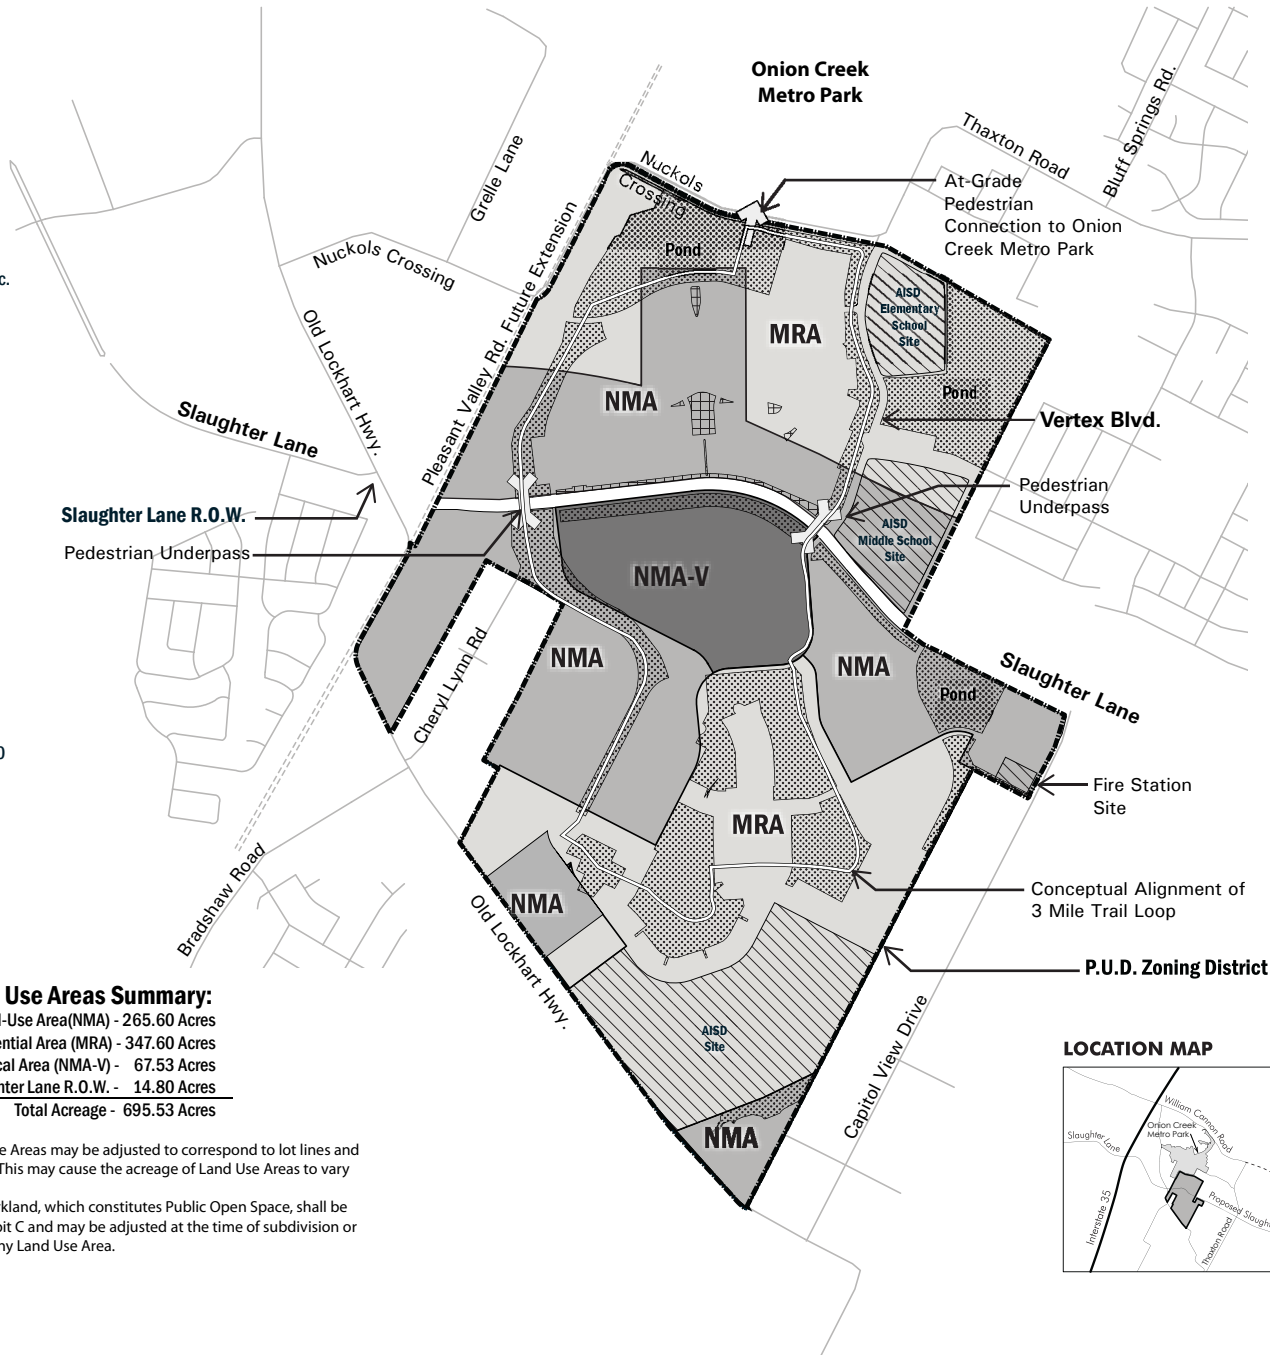 Onion Creek
Metro Park
Bluff Springs Rd.
Thaxton Road
Nuckols
Crossing
Grelle Lane
At-Grade
Pedestrian
Connection to Onion
Creek Metro Park
Nuckols Crossing
Pleasant Valley Rd. Future Extension
c.
Pond
AISD
Elementary
School
Site
MRA
Old Lockhart Hwy.
NMA
Pond
Slaughter Lane
Vertex Blvd.
Pedestrian
Underpass
Slaughter Lane R.O.W.
Pedestrian Underpass
AISD
Middle School
Site
NMA-V
NMA
NMA
Cheryl Lynn Rd
Slaughter Lane
Pond
Fire Station
Site
MRA
Bradshaw Road
NMA
Old Lockhart Hwy.
Conceptual Alignment of
3 Mile Trail Loop
P.U.D. Zoning District
AISD
Site
Capitol View Drive
NMA
Use Areas Summary:
-Use Area(NMA) - 265.60 Acres
ential Area (MRA) - 347.60 Acres
cal Area (NMA-V) - 67.53 Acres
hter Lane R.O.W. - 14.80 Acres
Total Acreage - 695.53 Acres
e Areas may be adjusted to correspond to lot lines and
This may cause the acreage of Land Use Areas to vary
rkland, which constitutes Public Open Space, shall be
bit C and may be adjusted at the time of subdivision or
ny Land Use Area.
LOCATION MAP
William Cannon Road
Onion Creek
Metro Park
Slaughter Lane
Interstate 35
Proposed Slaugh
Thaxton Road